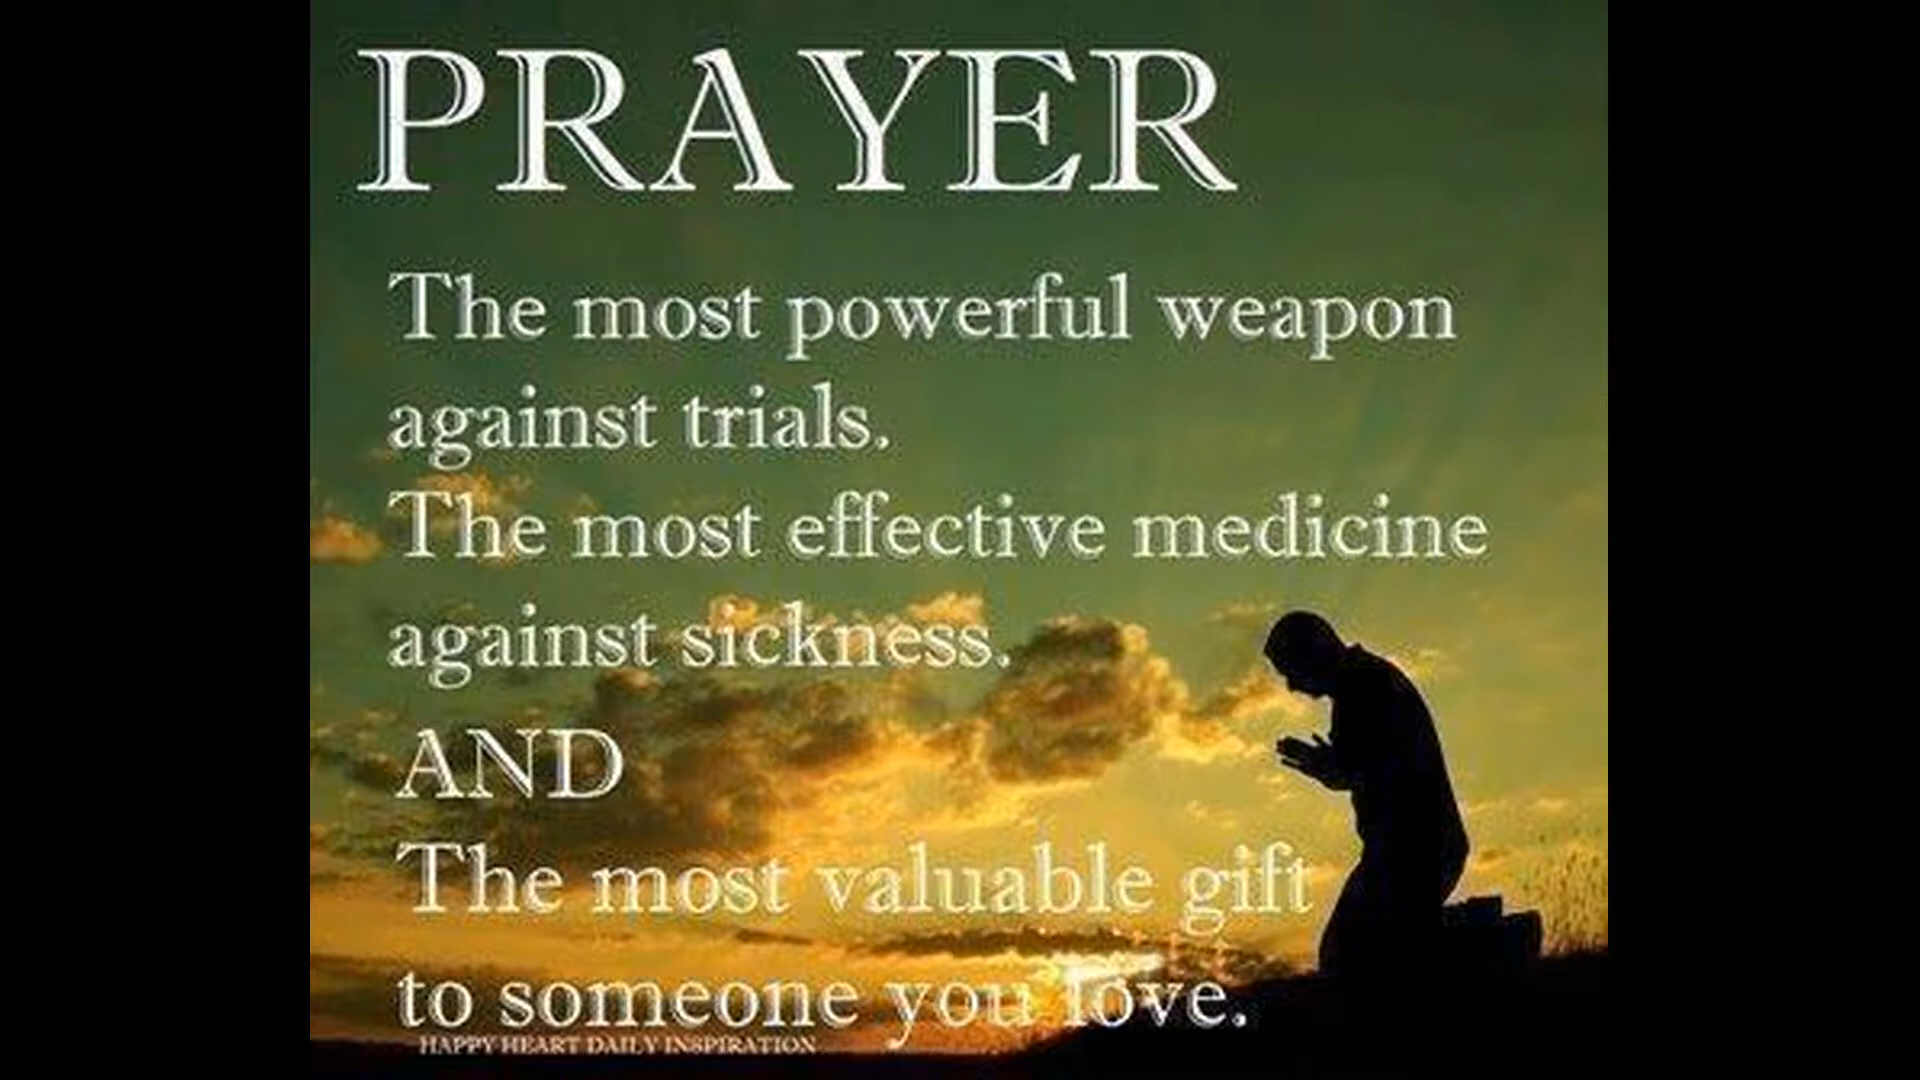 PRAYER
The most powerful weapon
against trials.
The most effective medicine
against sickness.
AND
The most valuable gift
to someone you love.
HAPPY HEART DAILY INSPIRATION